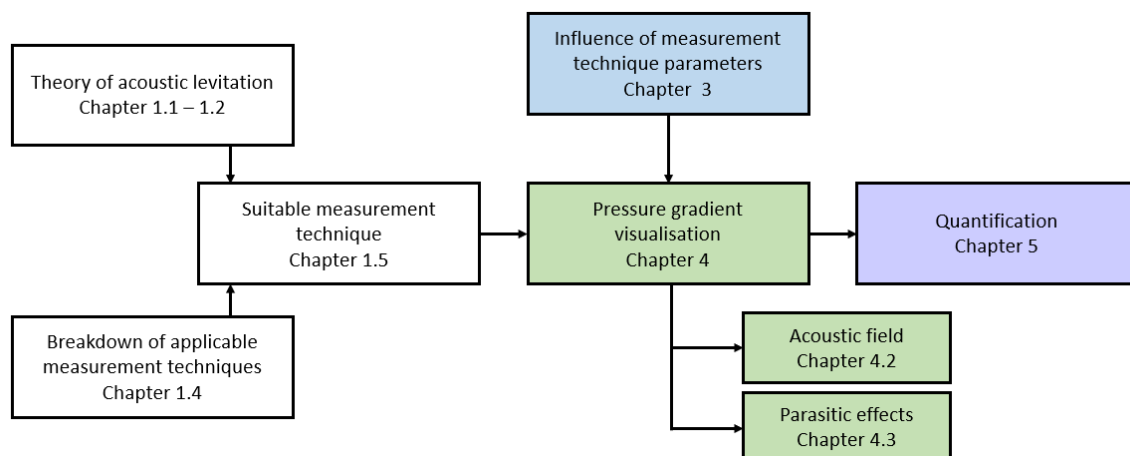 Influence of measurement
technique parameters
Chapter  3
Theory of acoustic levitation
Chapter 1.1 – 1.2
Suitable measurement
technique
Chapter 1.5
Pressure gradient
visualisation
Chapter 4
Quantification
Chapter 5
Breakdown of applicable
measurement techniques
Chapter 1.4
Acoustic field
Chapter 4.2
Parasitic effects
Chapter 4.3